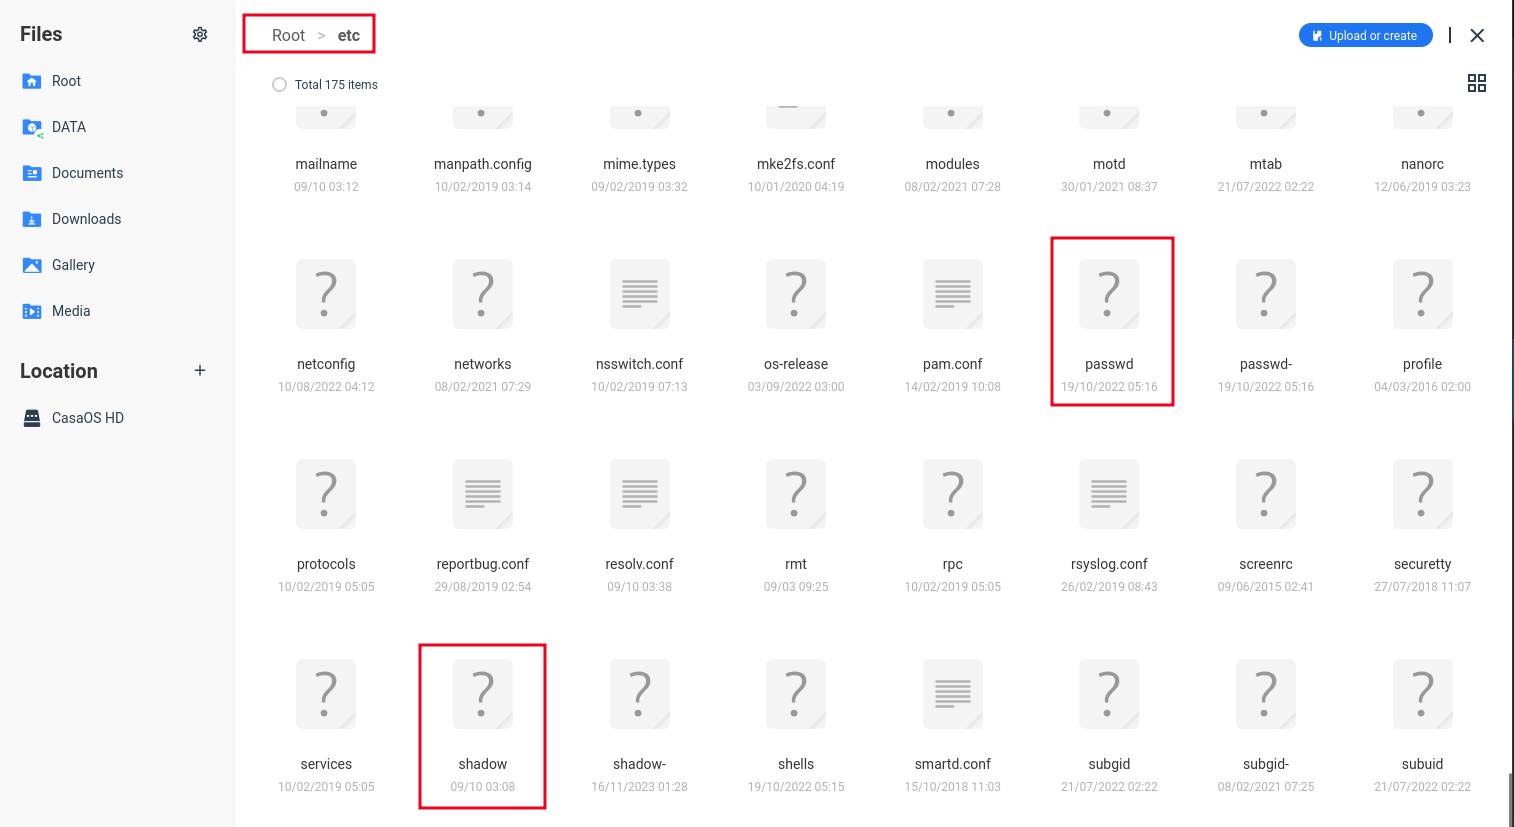 Files
Root
DATA
Documents
Downloads
Gallery
Media
Location
CasaOS HD
Root > etc
Upload or create
Total 175 items
mailname manpath.config mime.types mke2fs.conf modules motd mtab nanorc
09/10 03:12 10/02/2019 03:14 09/02/2019 03:32 10/01/2020 04:19 08/02/2021 07:28 30/01/2021 08:37 21/07/2022 02:22 12/06/2019 03:23
netconfig networks nsswitch.conf os-release pam.conf passwd passwd- profile
10/08/2022 04:12 08/02/2021 07:29 10/02/2019 07:13 03/09/2022 03:00 14/02/2019 10:08 19/10/2022 05:16 19/10/2022 05:16 04/03/2016 02:00
protocols reportbug.conf resolv.conf rmt rpc rsyslog.conf screenrc securetty
10/02/2019 05:05 29/08/2019 02:54 09/10 03:38 09/03 09:25 10/02/2019 05:05 26/02/2019 08:43 09/06/2015 02:41 27/07/2018 11:07
services shadow shadow- shells smartd.conf subgid subgid- subuid
10/02/2019 05:05 09/10 03:08 16/11/2023 01:28 19/10/2022 05:15 15/10/2018 11:03 21/07/2022 02:22 08/02/2021 07:25 21/07/2022 02:22